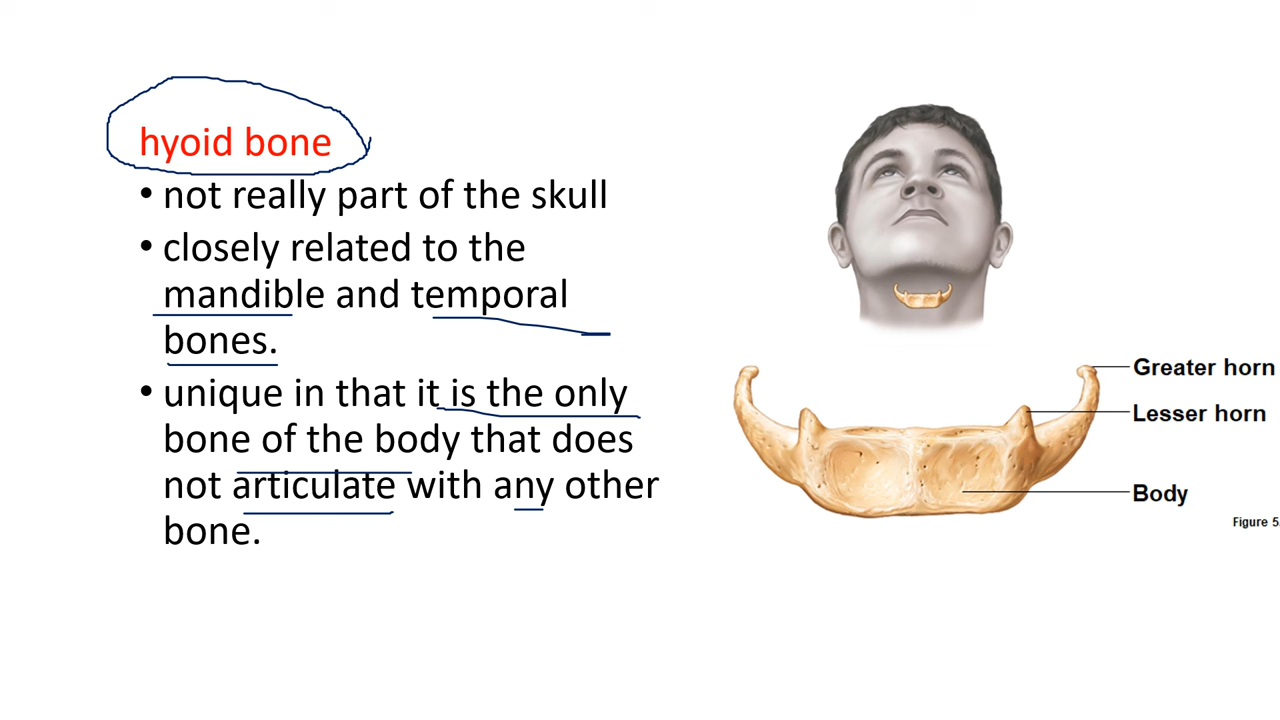 hyoid bone
• not really part of the skull
• closely related to the
mandible and temporal
bones.
• unique in that it is the only
bone of the body that does
not articulate with any other
bone.
Greater horn
Lesser horn
Body
Figure 5